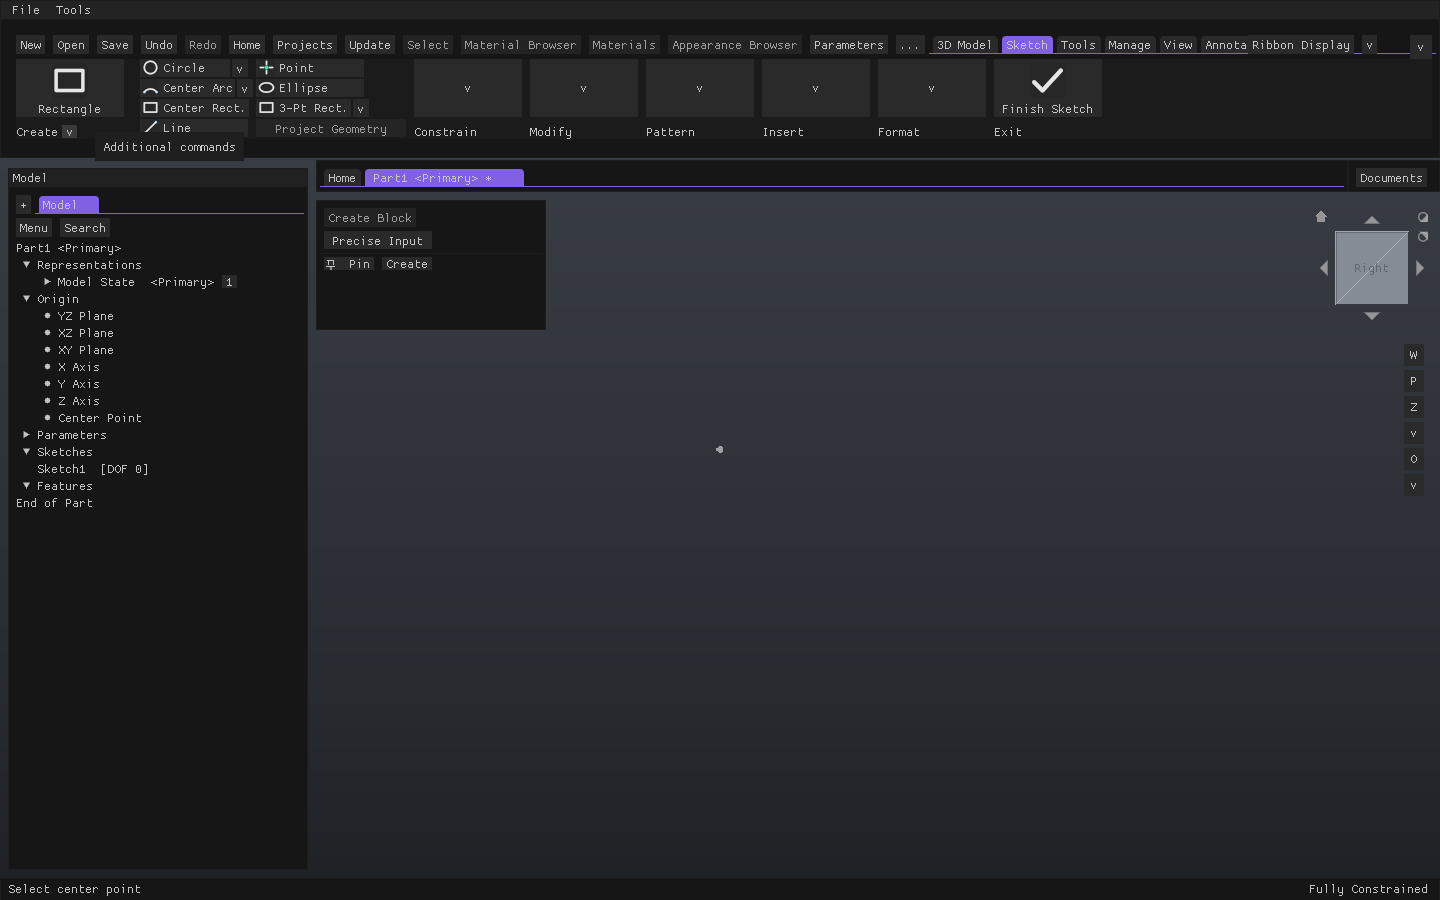 File Tools
New Open Save Undo Redo Home Projects Update Select Material Browser Materials Appearance Browser Parameters ... 3D Model Sketch Tools Manage View Annota Ribbon Display v v
Circle v Point
Center Arc v Ellipse
Rectangle Center Rect. 3-Pt Rect. v v v v v v Finish Sketch
Line Project Geometry
Create v Constrain Modify Pattern Insert Format Exit
Additional commands
Model
+ Model
Menu Search
Part1 <Primary>
Representations
Model State <Primary> 1
Origin
YZ Plane
XZ Plane
XY Plane
X Axis
Y Axis
Z Axis
Center Point
Parameters
Sketches
Sketch1 [DOF 0]
Features
End of Part
Home Part1 <Primary> * Documents
Create Block
Precise Input
Pin Create
Right
W
P
Z
v
O
v
Select center point Fully Constrained